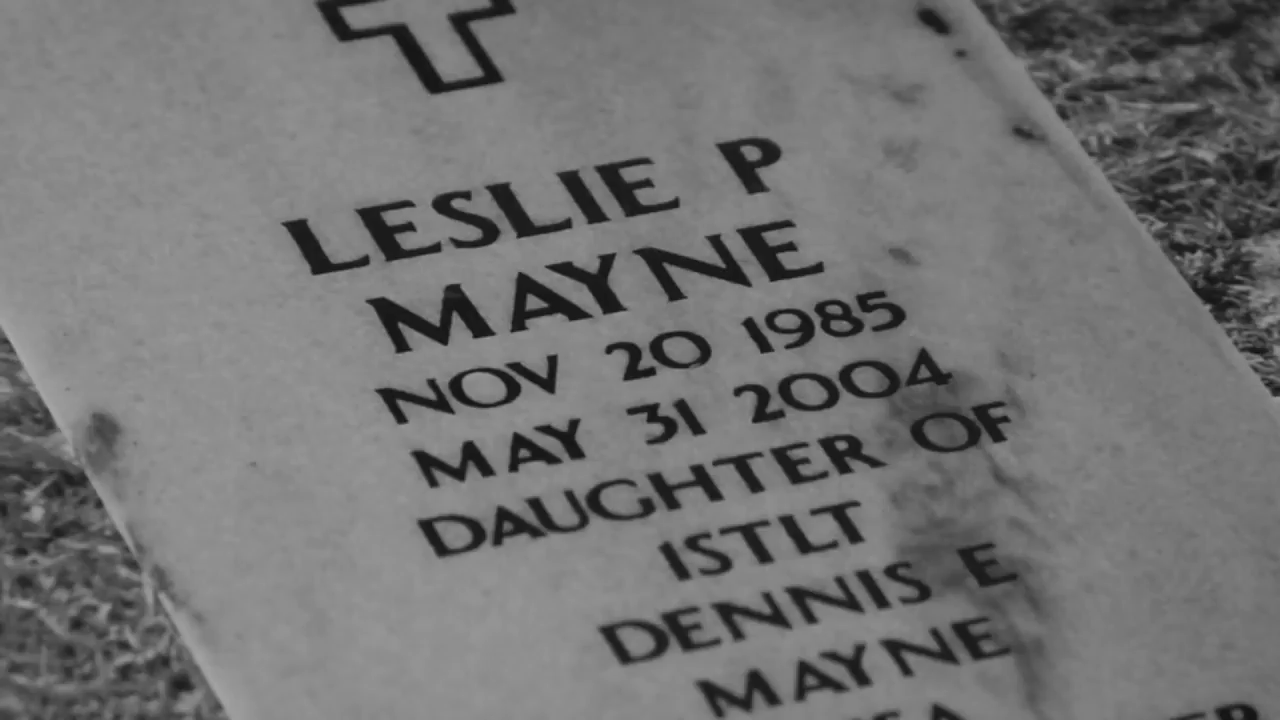 LESLIE P
MAYNE
NOV 20 1985
MAY 31 2004
DAUGHTER OF
1STLT
DENNIS E
MAYNE